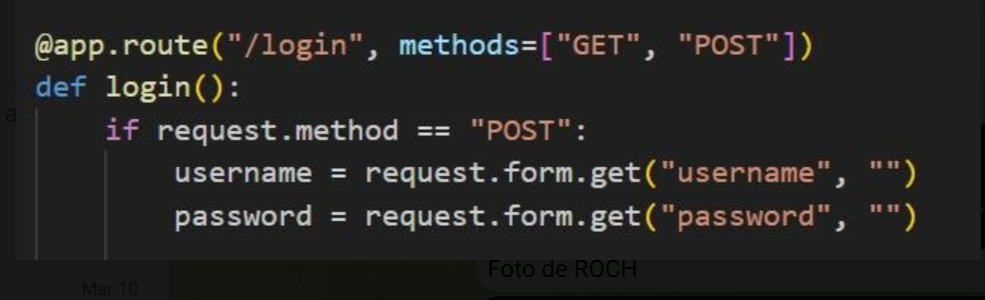 @app.route("/login", methods=["GET", "POST"])
def login():
    if request.method == "POST":
        username = request.form.get("username", "")
        password = request.form.get("password", "")
Foto de ROCH
Mar 10